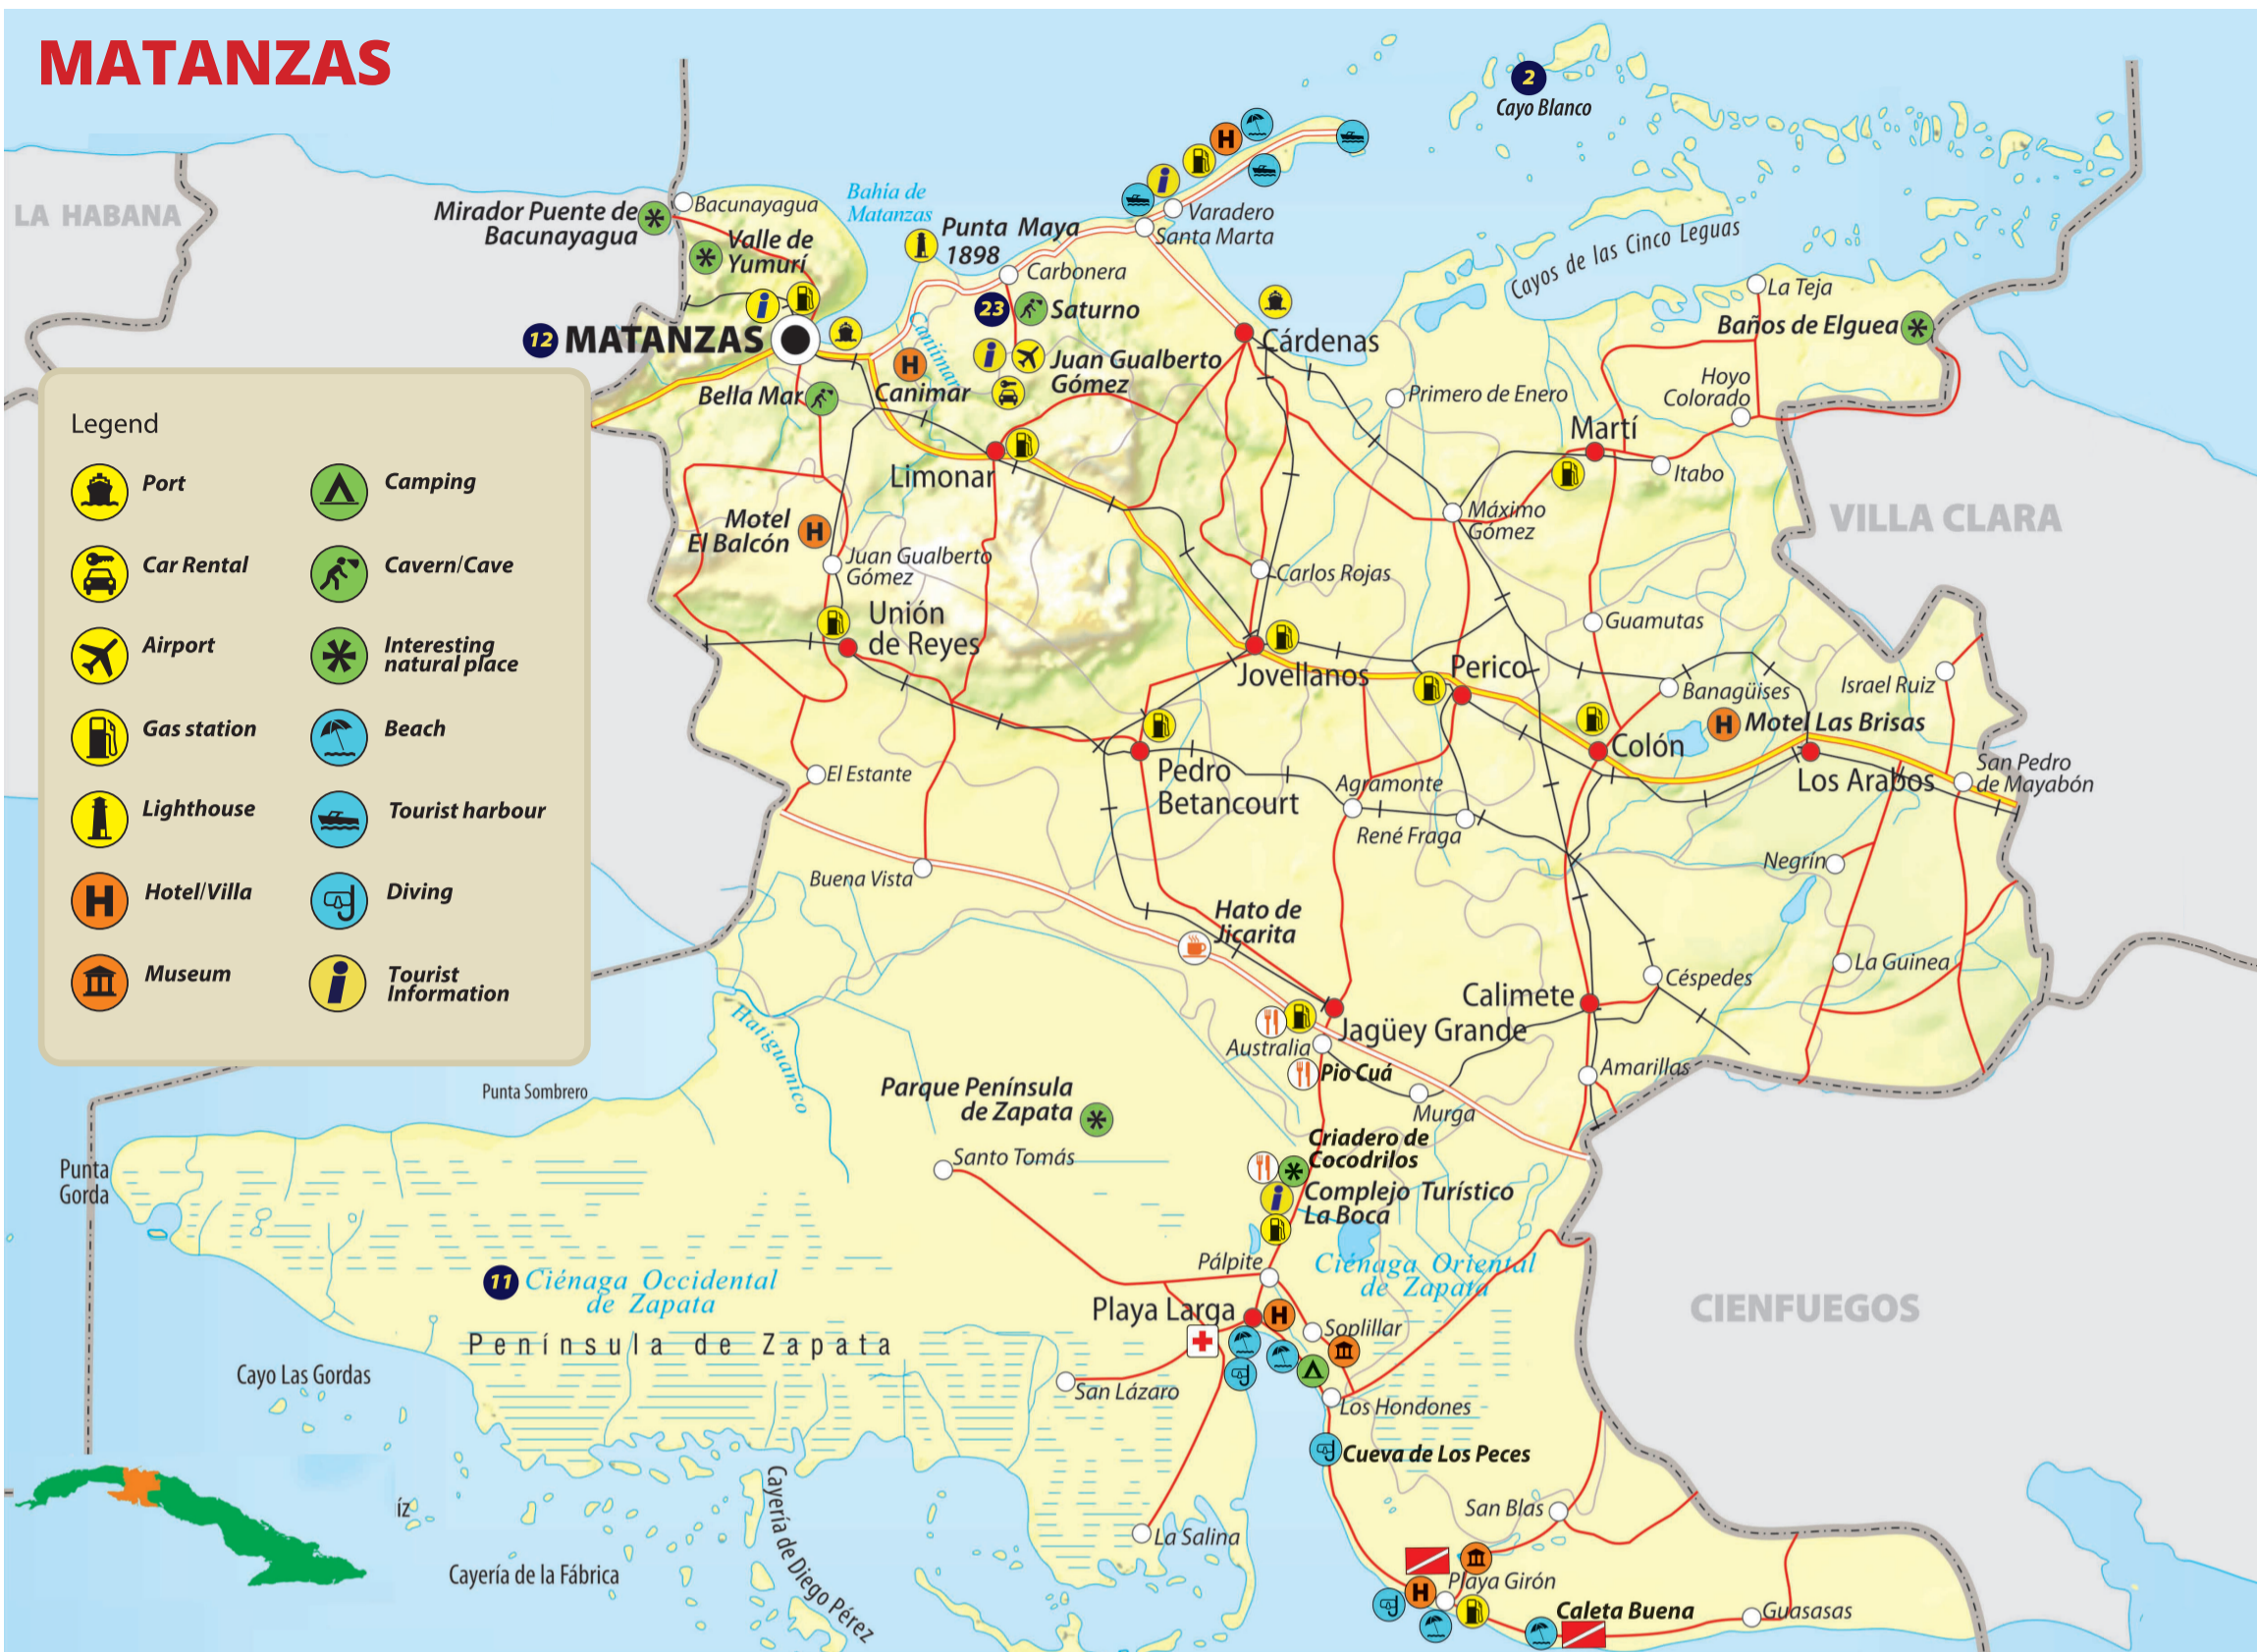 MATANZAS
2
Cayo Blanco
LA HABANA
Mirador Puente de
Bacunayagua
Bacunayagua
Valle de
Yumurí
Bahía de
Matanzas
Punta Maya
1898
Carbonera
Varadero
Santa Marta
Cayos de las Cinco Leguas
La Teja
Baños de Elguea
23
Saturno
12
MATANZAS
Canímar
Juan Gualberto
Gómez
Cárdenas
H
Canimar
Bella Mar
Primero de Enero
Hoyo
Colorado
Martí
Itabo
Limonar
VILLA CLARA
Máximo
Gómez
Motel
El Balcón
H
Juan Gualberto
Gómez
Carlos Rojas
Unión
de Reyes
Guamutas
Jovellanos
Perico
Banagüises
Israel Ruiz
H
Motel Las Brisas
Colón
Los Arabos
San Pedro
de Mayabón
El Estante
Pedro
Betancourt
Agramonte
René Fraga
Negrín
Buena Vista
Hato de
Jicarita
Céspedes
La Guinea
Calimete
Jagüey Grande
Australia
Pio Cuá
Amarillas
Murga
Hatiguanico
Punta Sombrero
Parque Península
de Zapata
Criadero de
Cocodrilos
Santo Tomás
Complejo Turístico
La Boca
Punta
Gorda
Pálpite
Ciénaga Oriental
de Zapata
11
Ciénaga Occidental
de Zapata
Península de Zapata
Playa Larga
H
Soplillar
CIENFUEGOS
Cayo Las Gordas
San Lázaro
Los Hondones
Cueva de Los Peces
San Blas
íz
La Salina
Cayería de la Fábrica
Cayería de Diego Pérez
H
Playa Girón
Caleta Buena
Guasasas
Legend
Port
Camping
Car Rental
Cavern/Cave
Airport
Interesting
natural place
Gas station
Beach
Lighthouse
Tourist harbour
H
Hotel/Villa
Diving
Museum
i
Tourist
Information